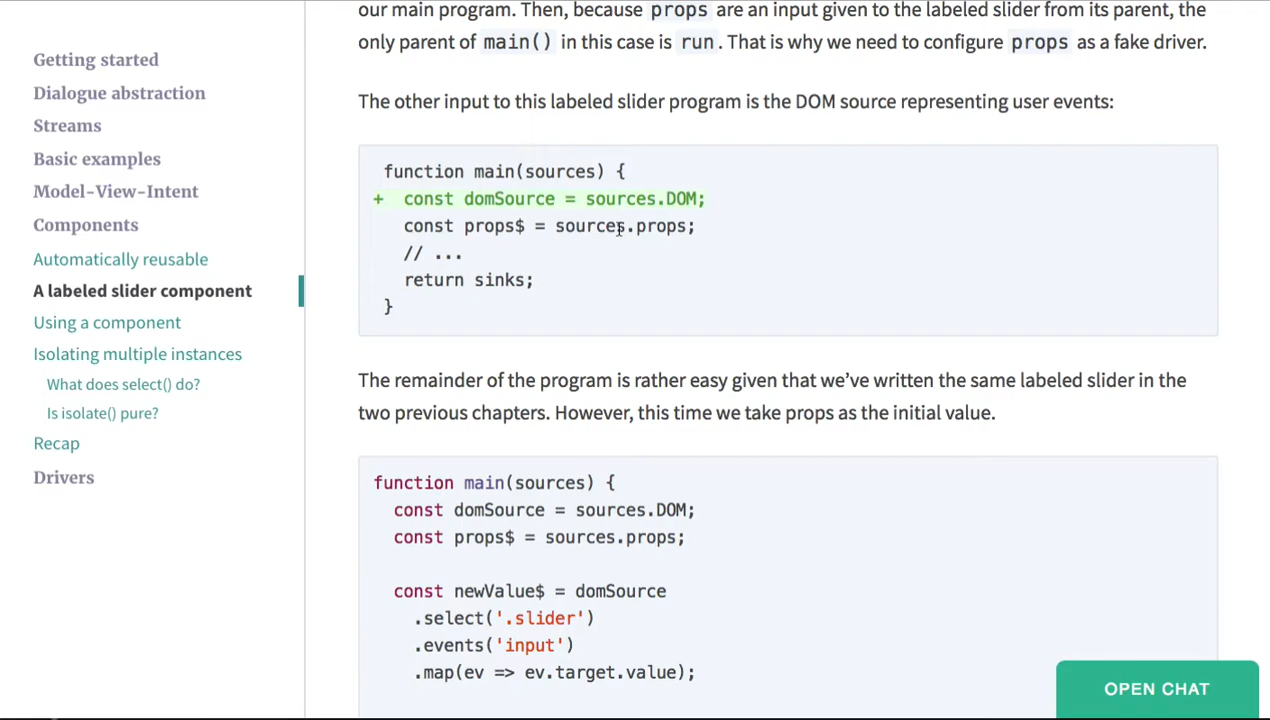 Getting started
Dialogue abstraction
Streams
Basic examples
Model-View-Intent
Components
Automatically reusable
A labeled slider component
Using a component
Isolating multiple instances
What does select() do?
Is isolate() pure?
Recap
Drivers
our main program. Then, because props are an input given to the labeled slider from its parent, the
only parent of main() in this case is run. That is why we need to configure props as a fake driver.
The other input to this labeled slider program is the DOM source representing user events:
function main(sources) {
+ const domSource = sources.DOM;
const props$ = sources.props;
// ...
return sinks;
}
The remainder of the program is rather easy given that we’ve written the same labeled slider in the
two previous chapters. However, this time we take props as the initial value.
function main(sources) {
const domSource = sources.DOM;
const props$ = sources.props;
const newValue$ = domSource
.select('.slider')
.events('input')
.map(ev => ev.target.value);
OPEN CHAT